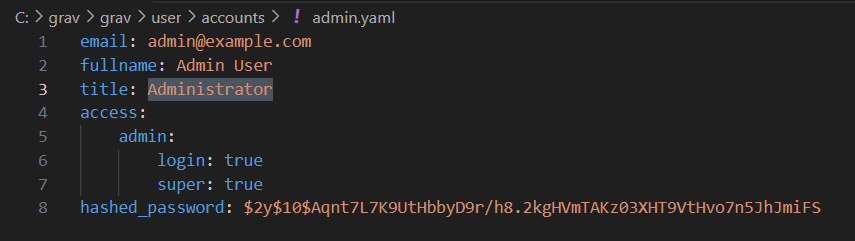 C: > grav > grav > user > accounts > ! admin.yaml
1 email: admin@example.com
2 fullname: Admin User
3 title: Administrator
4 access:
5 admin:
6 login: true
7 super: true
8 hashed_password: $2y$10$Aqnt7L7K9UtHbbyD9r/h8.2kgHVmTAKz03XHT9VtHvo7n5JhJmiFS